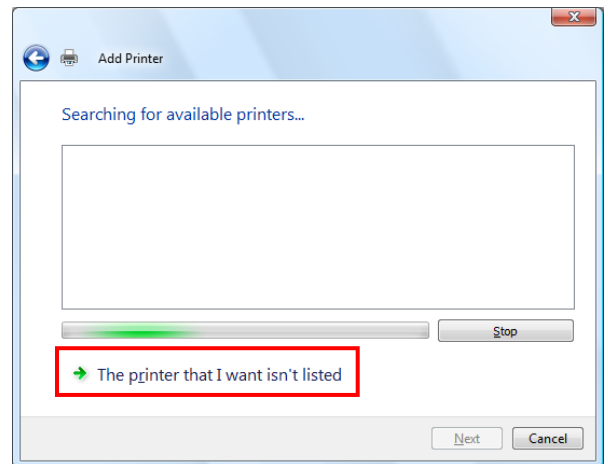 Add Printer
Searching for available printers...
Stop
The printer that I want isn't listed
Next Cancel